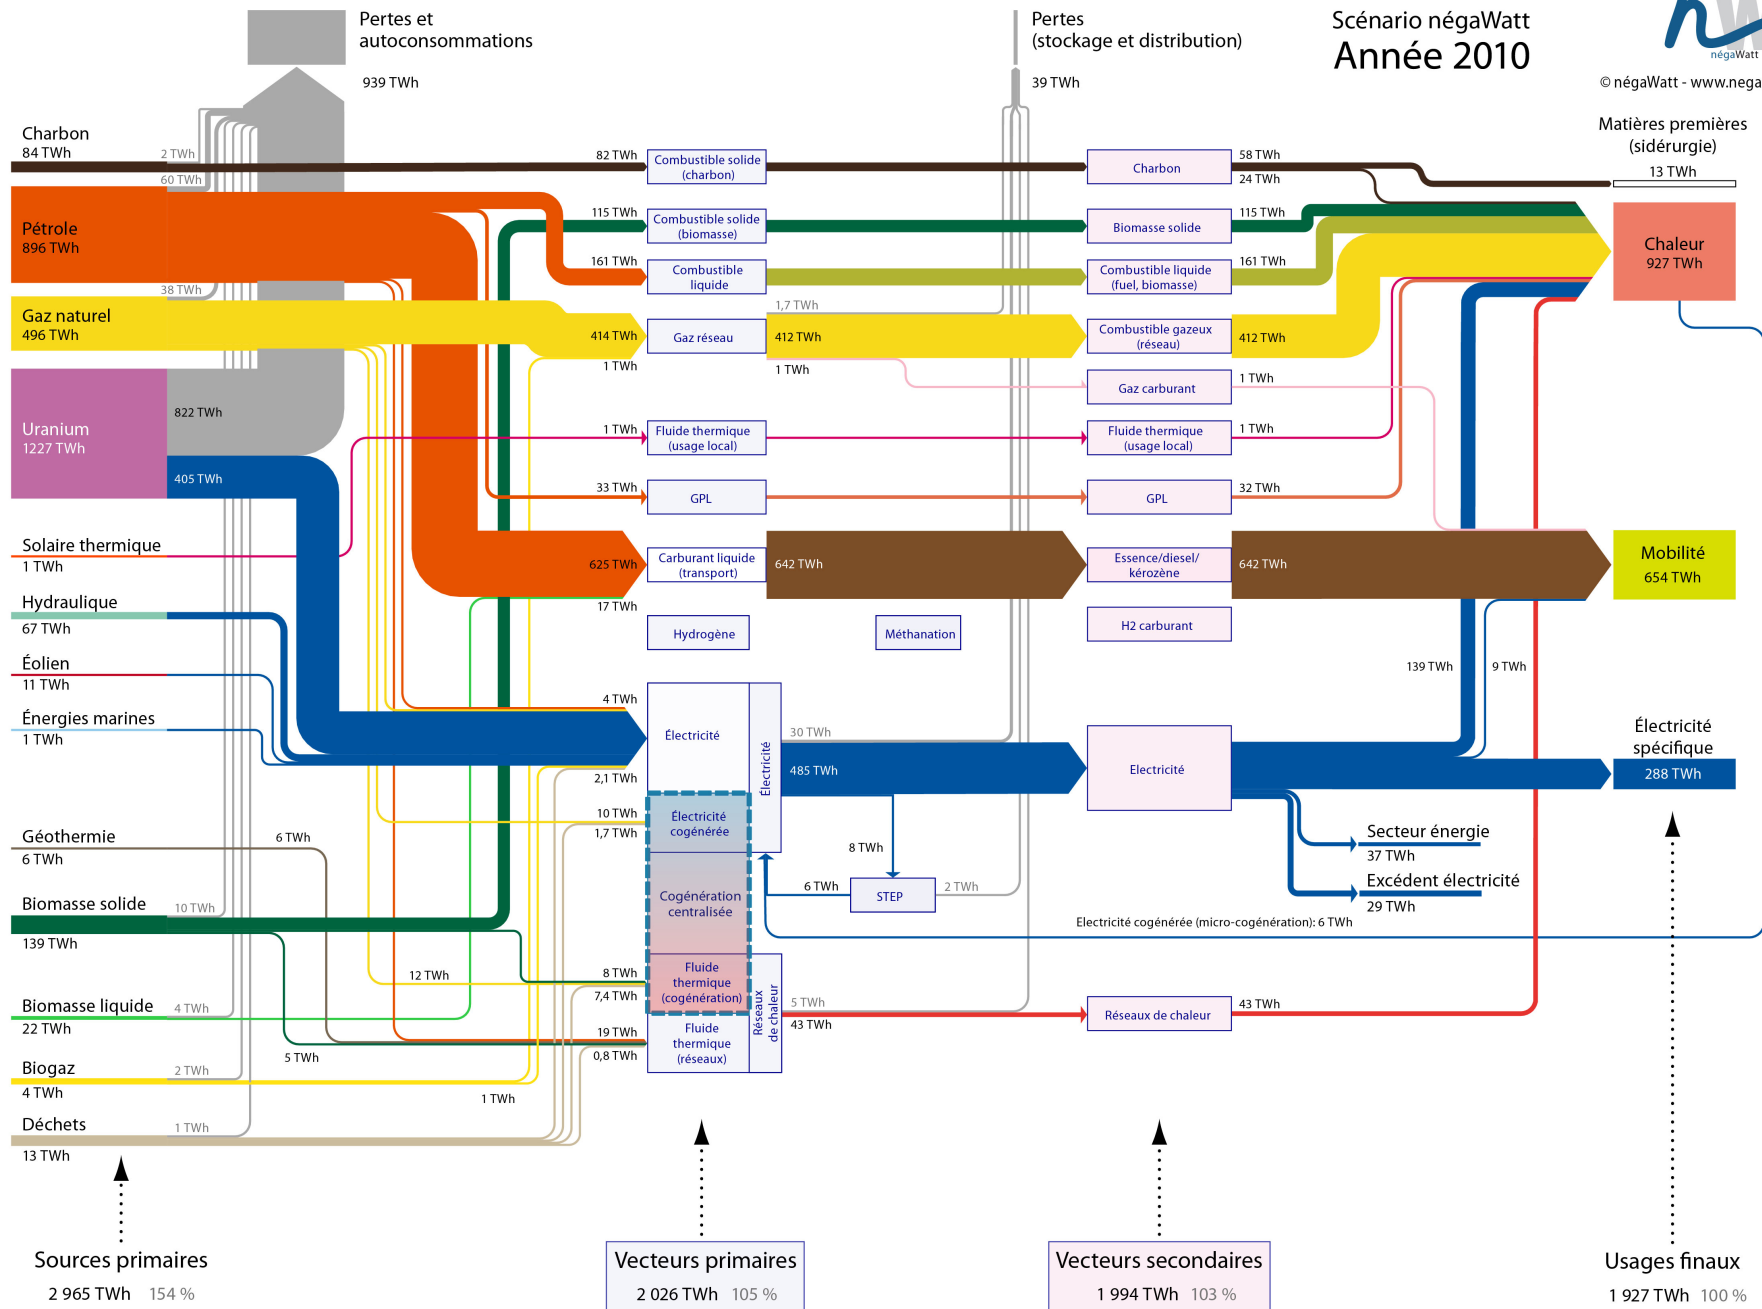 Pertes et
autoconsommations
939 TWh
Pertes
(stockage et distribution)
39 TWh
Scénario négaWatt
Année 2010
négaWatt
© négaWatt - www.nega
Charbon
84 TWh
2 TWh
60 TWh
Pétrole
896 TWh
38 TWh
Gaz naturel
496 TWh
Uranium
1227 TWh
822 TWh
405 TWh
Solaire thermique
1 TWh
Hydraulique
67 TWh
Éolien
11 TWh
Énergies marines
1 TWh
Géothermie
6 TWh
6 TWh
Biomasse solide
139 TWh
10 TWh
Biomasse liquide
22 TWh
4 TWh
5 TWh
Biogaz
4 TWh
2 TWh
1 TWh
Déchets
13 TWh
1 TWh
12 TWh
82 TWh
Combustible solide
(charbon)
115 TWh
Combustible solide
(biomasse)
161 TWh
Combustible
liquide
414 TWh
1 TWh
Gaz réseau
1,7 TWh
412 TWh
1 TWh
1 TWh
Fluide thermique
(usage local)
33 TWh
GPL
625 TWh
17 TWh
Carburant liquide
(transport)
642 TWh
Hydrogène
Méthanation
4 TWh
2,1 TWh
Électricité
Électricité
30 TWh
485 TWh
10 TWh
1,7 TWh
Électricité
cogénérée
8 TWh
6 TWh
STEP
2 TWh
Cogénération
centralisée
Electricité cogénérée (micro-cogénération): 6 TWh
8 TWh
7,4 TWh
Fluide
thermique
(cogénération)
Réseaux
de chaleur
5 TWh
43 TWh
19 TWh
0,8 TWh
Fluide
thermique
(réseaux)
Charbon
58 TWh
24 TWh
Biomasse solide
115 TWh
Combustible liquide
(fuel, biomasse)
161 TWh
Combustible gazeux
(réseau)
412 TWh
Gaz carburant
1 TWh
Fluide thermique
(usage local)
1 TWh
GPL
32 TWh
Essence/diesel/
kérozène
642 TWh
H2 carburant
Electricité
139 TWh
9 TWh
Réseaux de chaleur
43 TWh
Matières premières
(sidérurgie)
13 TWh
Chaleur
927 TWh
Mobilité
654 TWh
Électricité
spécifique
288 TWh
Secteur énergie
37 TWh
Excédent électricité
29 TWh
Sources primaires
2 965 TWh 154 %
Vecteurs primaires
2 026 TWh 105 %
Vecteurs secondaires
1 994 TWh 103 %
Usages finaux
1 927 TWh 100 %